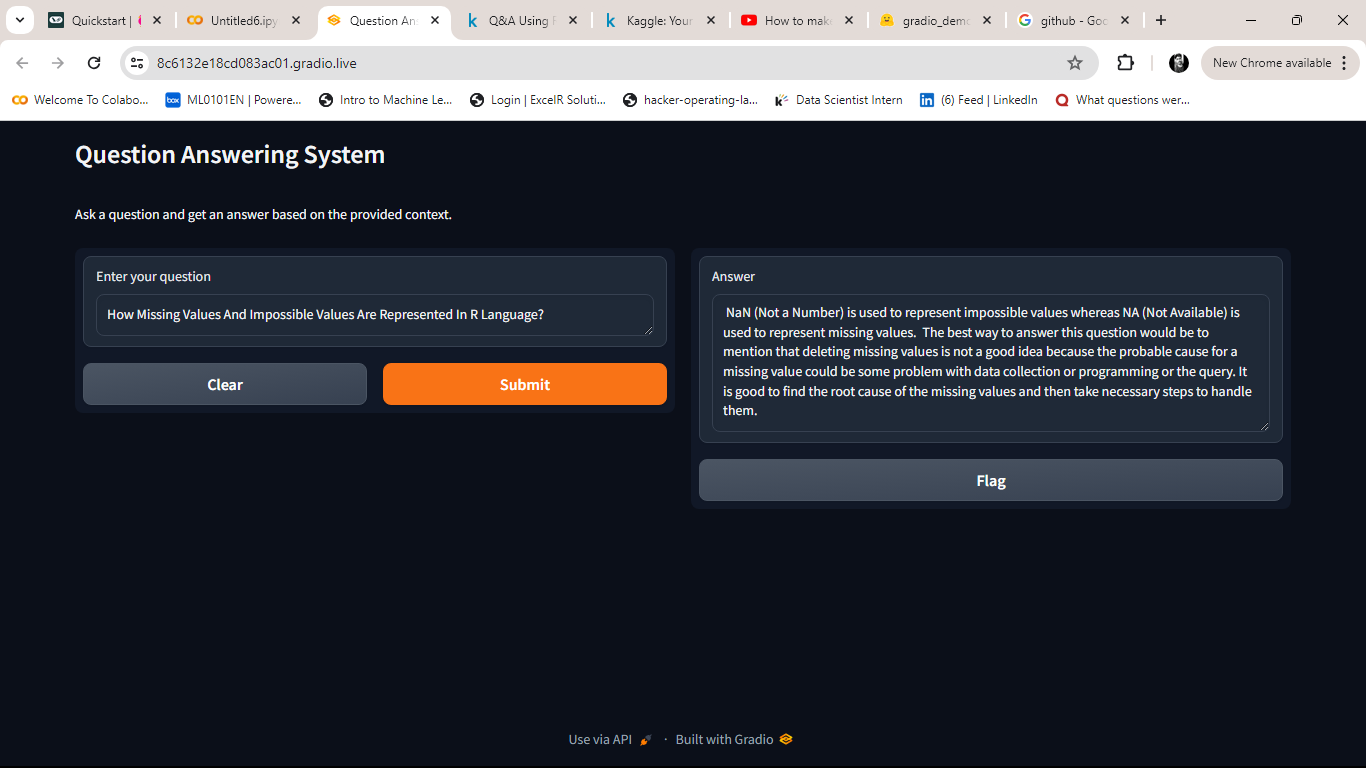 Quickstart |
Untitled6.ipy
Question An
Q&A Using
Kaggle: Your
How to mak
gradio_dem
github - Goo
8c6132e18cd083ac01.gradio.live
New Chrome available
Welcome To Colabo...
box
ML0101EN | Powere...
Intro to Machine Le...
Login | ExcelR Soluti...
hacker-operating-la...
Data Scientist Intern
(6) Feed | LinkedIn
What questions wer...
Question Answering System
Ask a question and get an answer based on the provided context.
Enter your question
How Missing Values And Impossible Values Are Represented In R Language?
Clear
Submit
Answer
NaN (Not a Number) is used to represent impossible values whereas NA (Not Available) is
used to represent missing values.  The best way to answer this question would be to
mention that deleting missing values is not a good idea because the probable cause for a
missing value could be some problem with data collection or programming or the query. It
is good to find the root cause of the missing values and then take necessary steps to handle
them.
Flag
Use via API
·
Built with Gradio